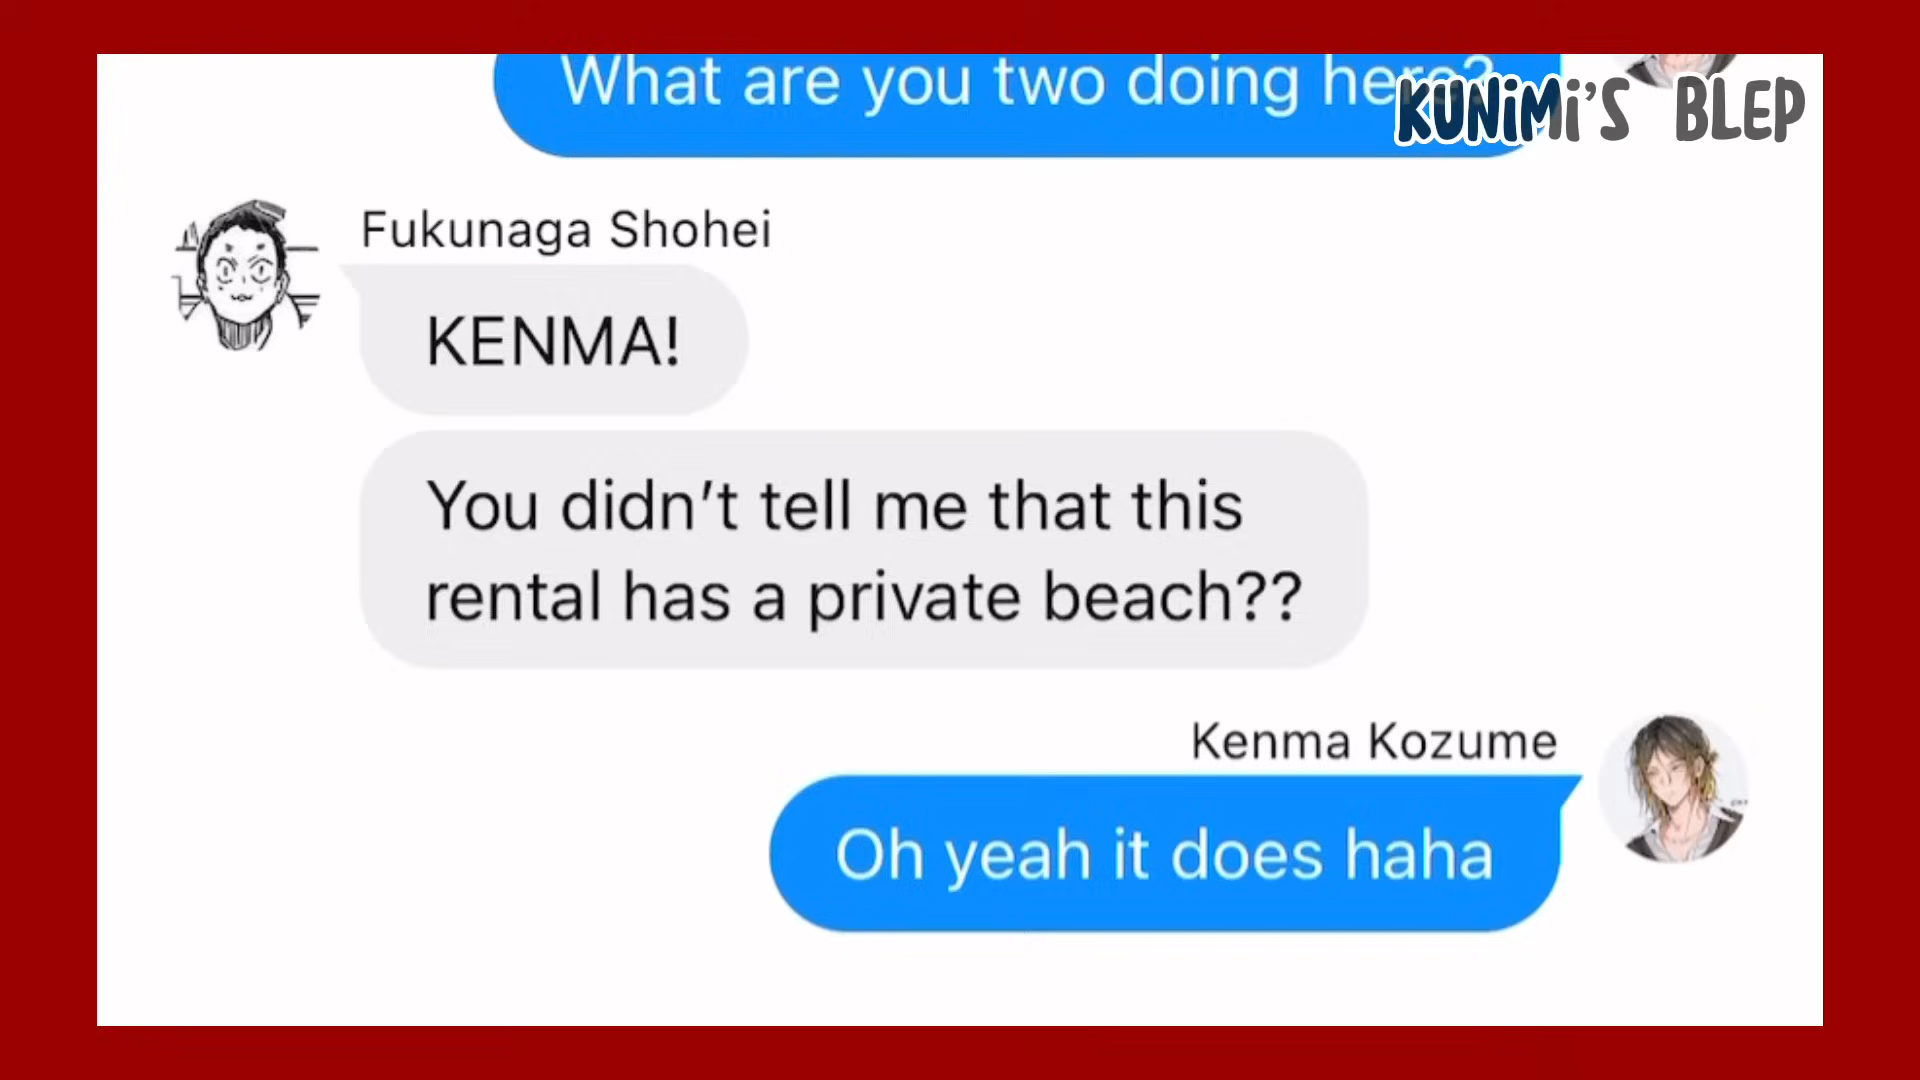 What are you two doing here?
KUNiMi'S BLEP
Fukunaga Shohei
KENMA!
You didn't tell me that this
rental has a private beach??
Kenma Kozume
Oh yeah it does haha